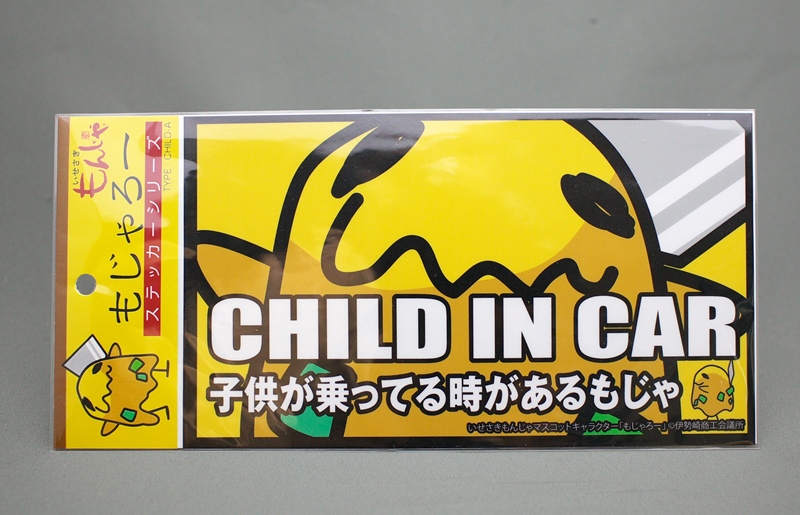 いせさき
もんじゃ
もじゃろー
ステッカーシリーズ
TYPE : CHILD-A
CHILD IN CAR
子供が乗ってる時があるもじゃ
いせさきもんじゃマスコットキャラクター「もじゃろー」©伊勢崎商工会議所